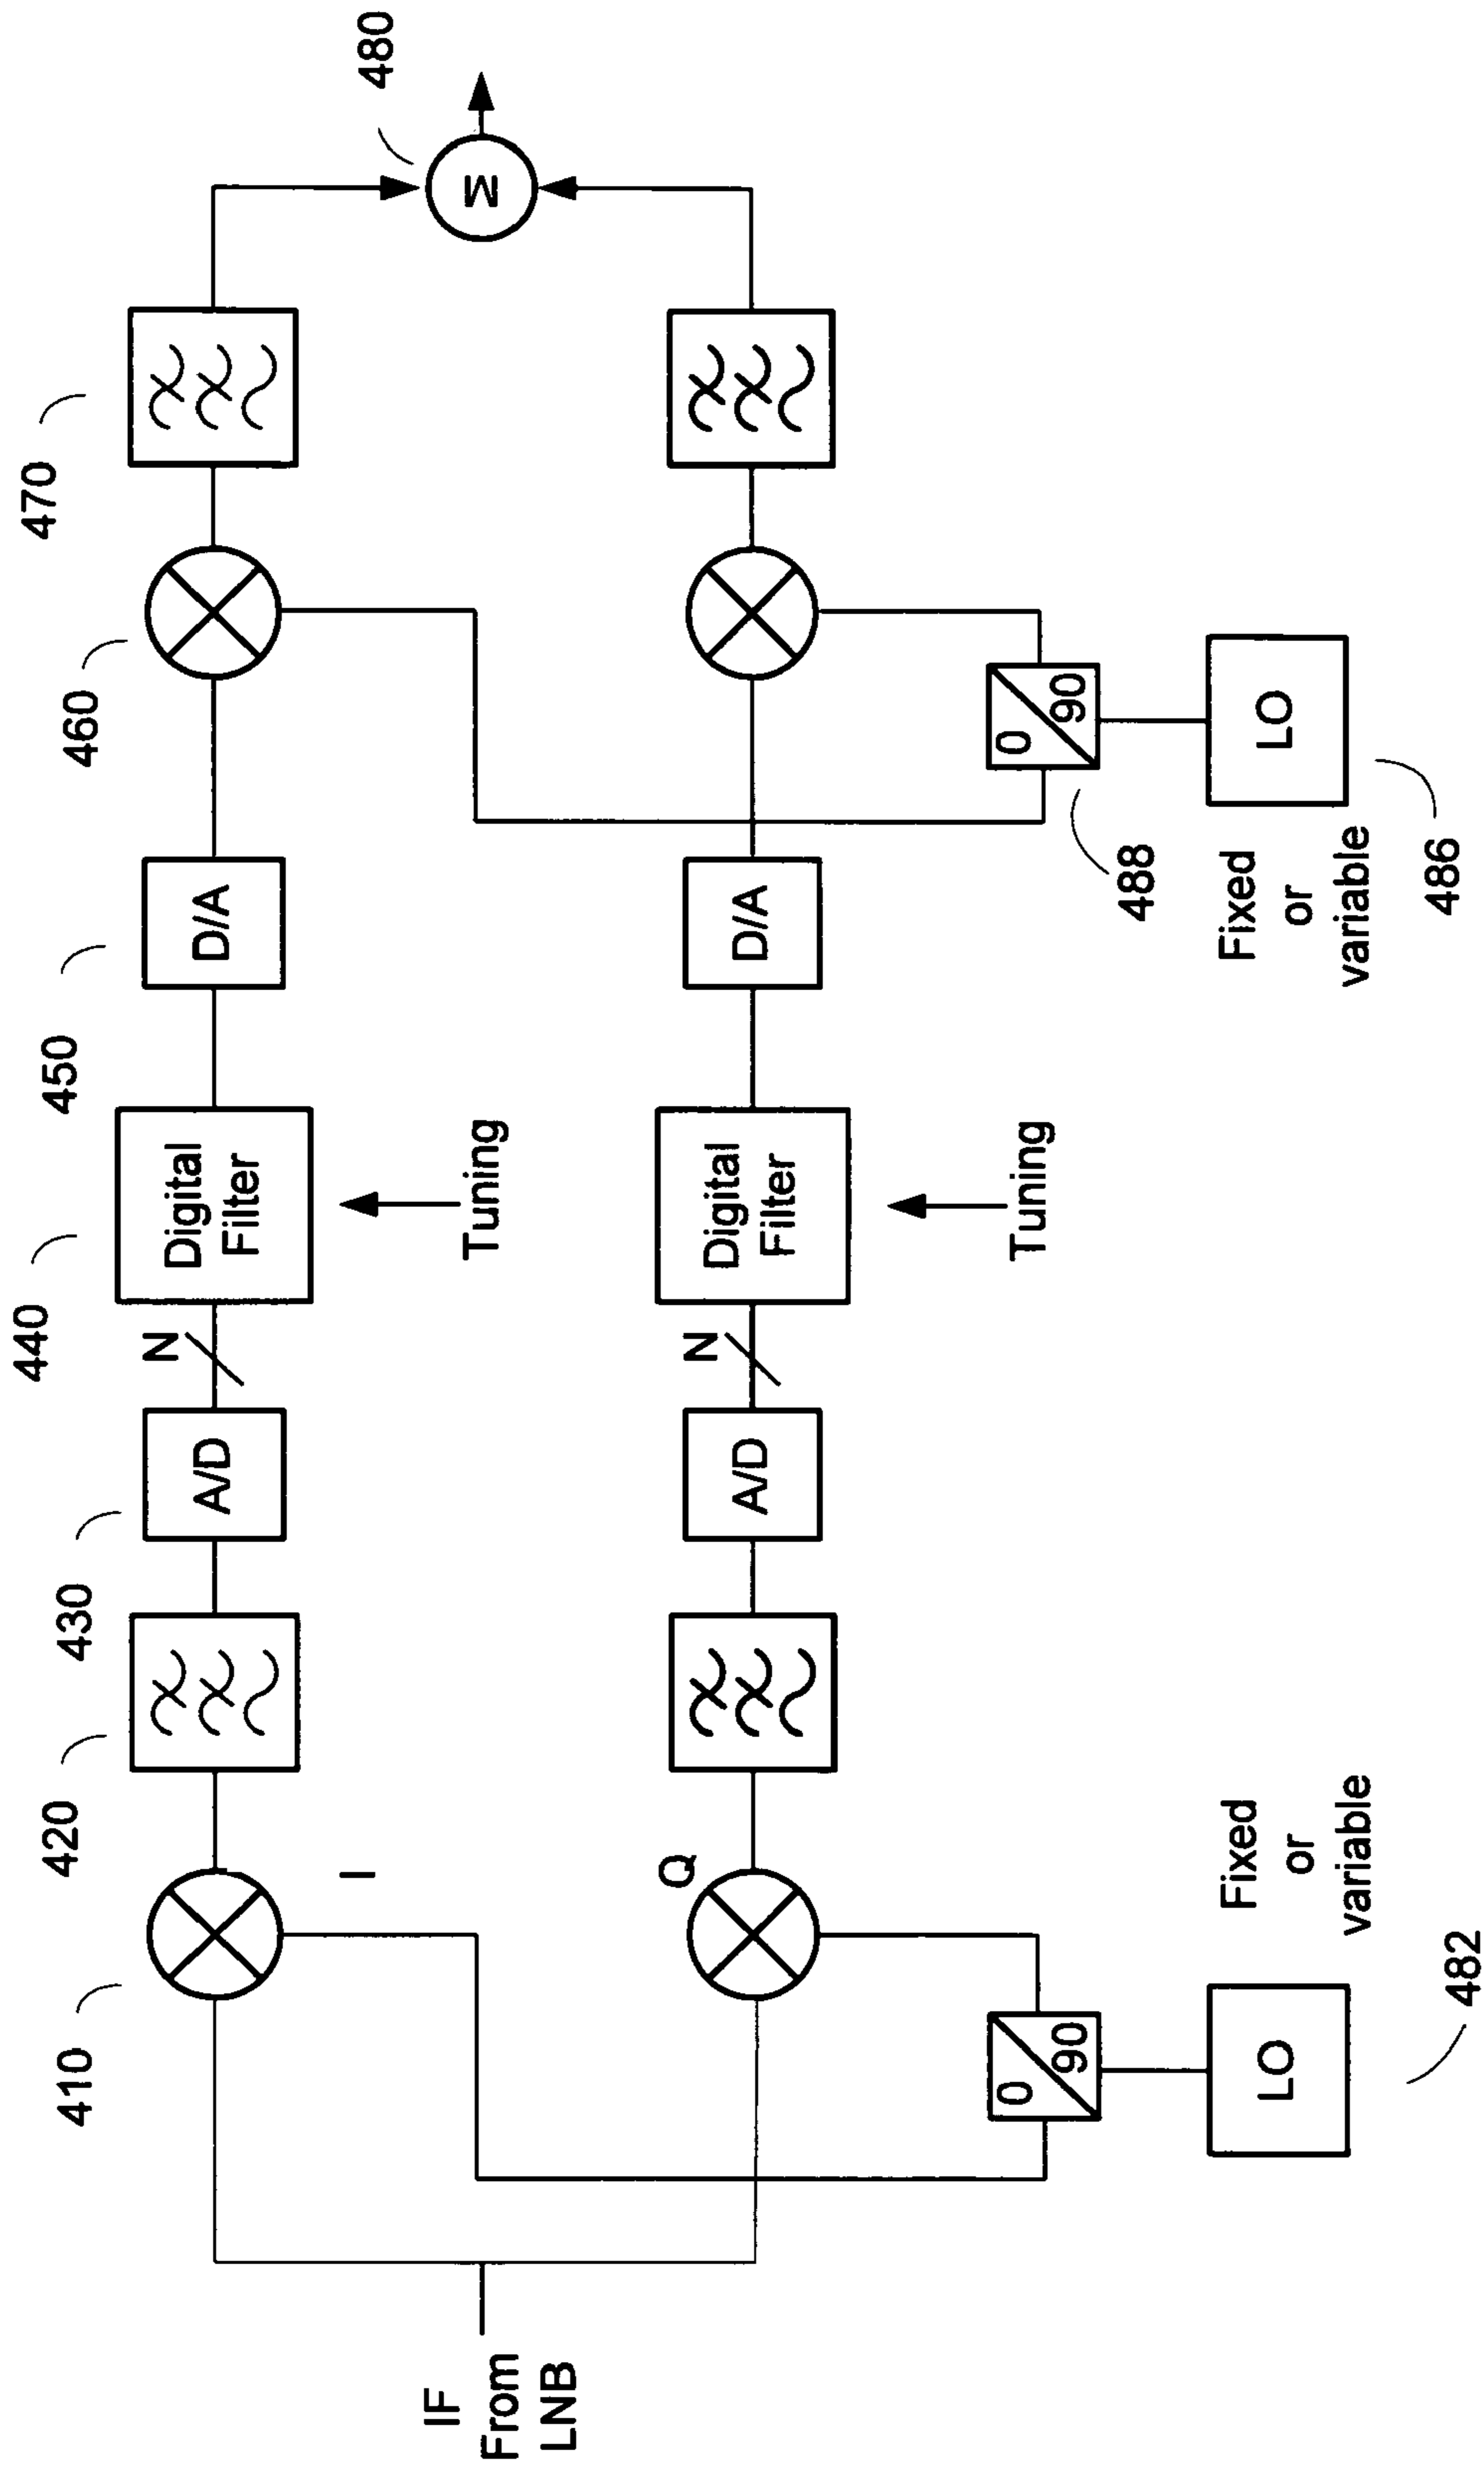 410
420
430
440
450
460
470
I
A/D
N
Digital
Filter
D/A
Tuning
480
Σ
IF
From
LNB
Q
A/D
N
Digital
Filter
D/A
Tuning
0
90
0
90
488
LO
Fixed
or
variable
Fixed
or
variable
LO
482
486